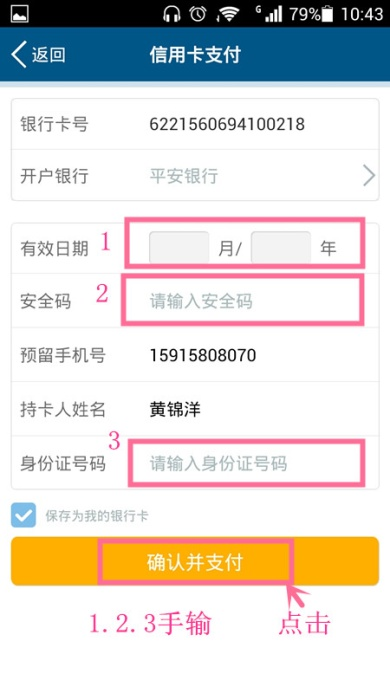 G 79% 10:43
返回 信用卡支付
银行卡号 6221560694100218
开户银行 平安银行
有效日期 1 月/ 年
安全码 2 请输入安全码
预留手机号 15915808070
持卡人姓名 黄锦洋
3
身份证号码 请输入身份证号码
保存为我的银行卡
确认并支付
1.2.3手输 点击